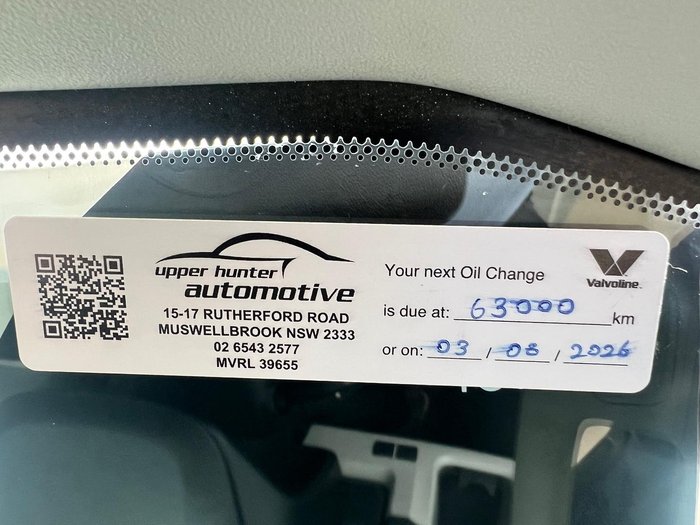 upper hunter
automotive
15-17 RUTHERFORD ROAD
MUSWELLBROOK NSW 2333
02 6543 2577
MVRL 39655
Your next Oil Change
is due at: 63000 km
or on: 03 / 08 / 2026
Valvoline